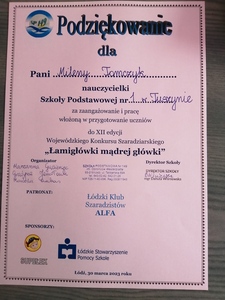 Podziękowanie
dla
Pani Mileny Tomczyk
nauczycielki
Szkoły Podstawowej nr 1 w Tuszynie
za zaangażowanie i pracę
włożoną w przygotowanie uczniów
do XII edycji
Wojewódzkiego Konkursu Szaradziarskiego
„Łamigłówki mądrej główki”
Organizator
Dyrektor Szkoły
PATRONAT:
Łódzki Klub
Szaradzistów
ALFA
SPONSORZY:
Łódzkie Stowarzyszenie
Pomocy Szkole
Łódź, 30 marca 2023 roku